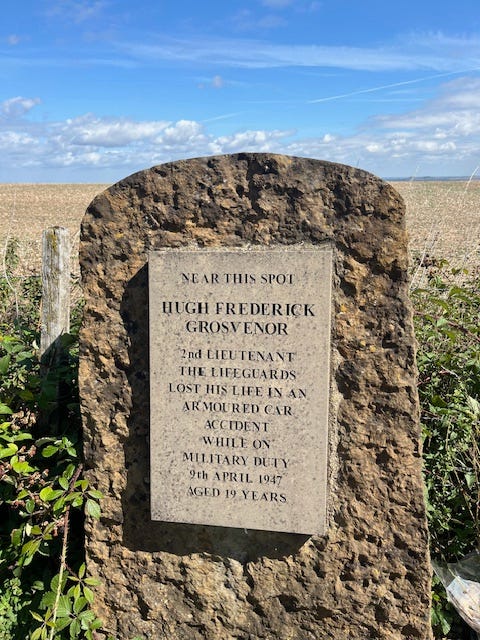 NEAR THIS SPOT
HUGH FREDERICK
GROSVENOR
2nd LIEUTENANT
THE LIFEGUARDS
LOST HIS LIFE IN AN
ARMOURED CAR
ACCIDENT
WHILE ON
MILITARY DUTY
9th APRIL 1947
AGED 19 YEARS